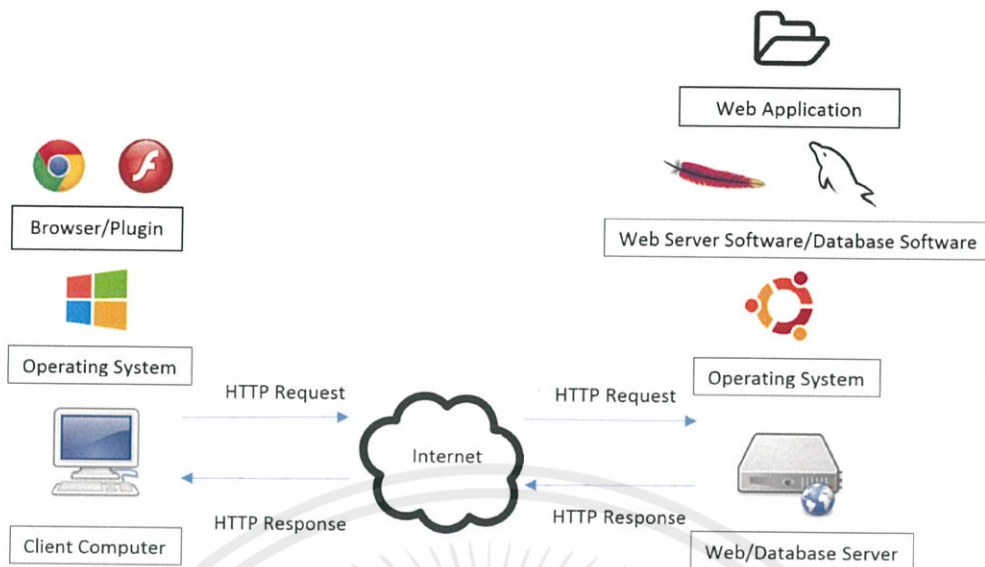 Web Application
Browser/Plugin
Web Server Software/Database Software
Operating System
Operating System
HTTP Request
HTTP Request
Internet
HTTP Response
HTTP Response
Client Computer
Web/Database Server